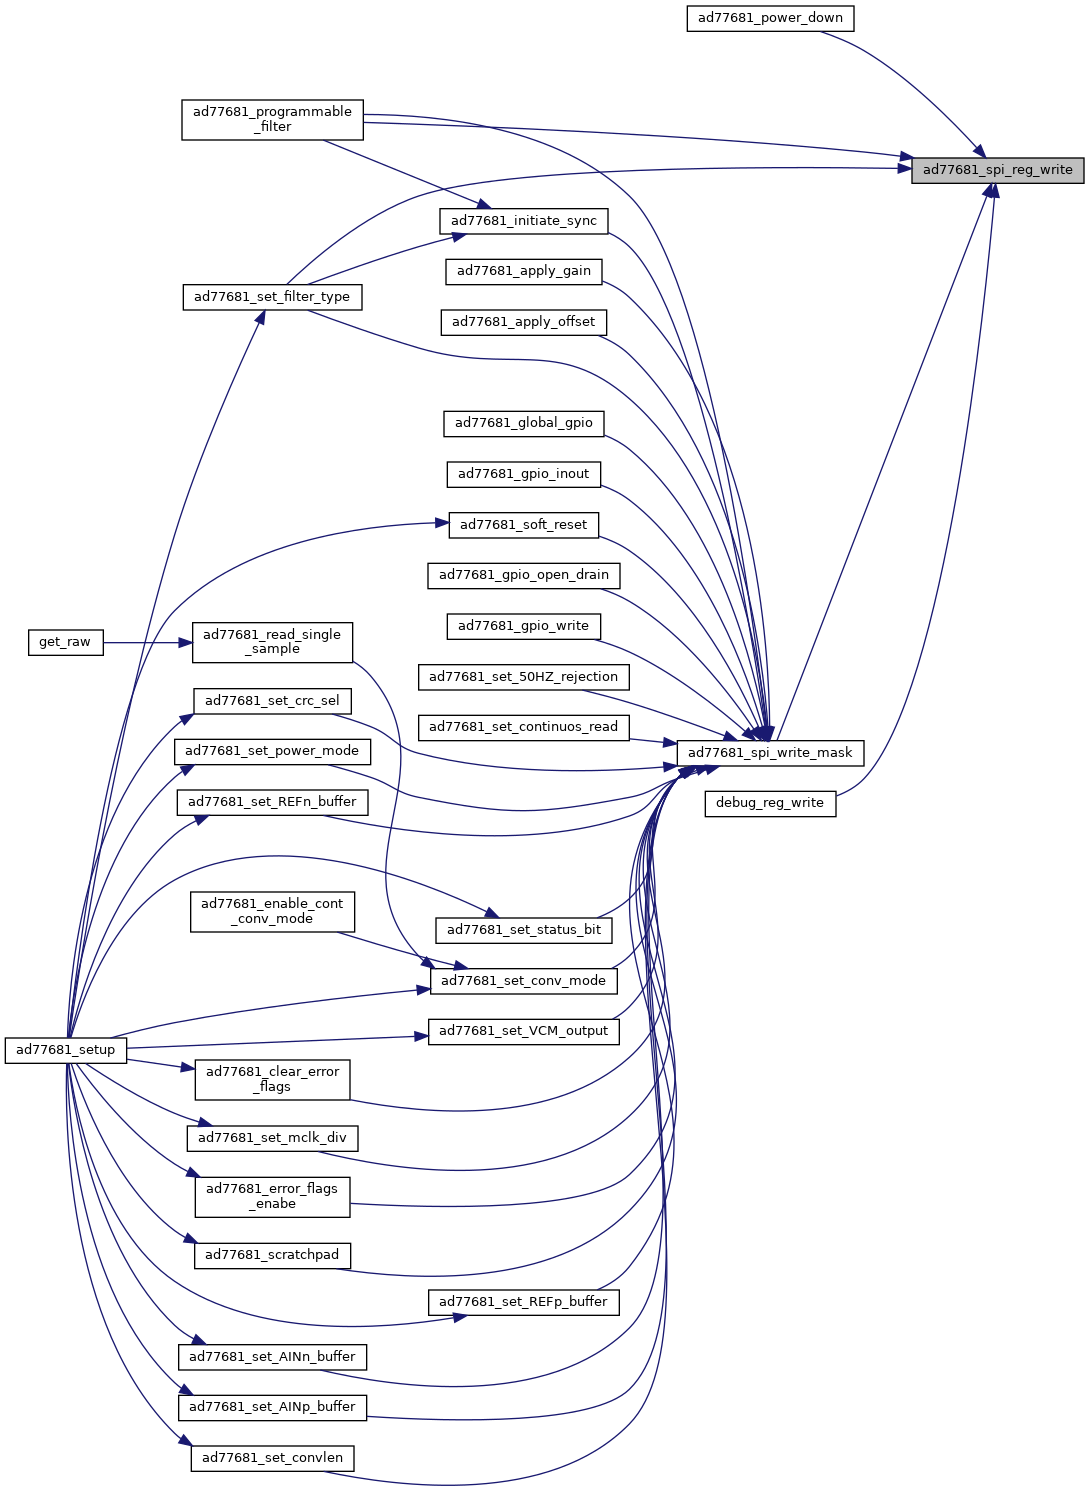 ad77681_power_down
ad77681_programmable
_filter
ad77681_spi_reg_write
ad77681_initiate_sync
ad77681_apply_gain
ad77681_set_filter_type
ad77681_apply_offset
ad77681_global_gpio
ad77681_gpio_inout
ad77681_soft_reset
ad77681_gpio_open_drain
ad77681_gpio_write
get_raw
ad77681_read_single
_sample
ad77681_set_50HZ_rejection
ad77681_set_crc_sel
ad77681_set_continuos_read
ad77681_set_power_mode
ad77681_spi_write_mask
ad77681_set_REFn_buffer
debug_reg_write
ad77681_enable_cont
_conv_mode
ad77681_set_status_bit
ad77681_set_conv_mode
ad77681_set_VCM_output
ad77681_setup
ad77681_clear_error
_flags
ad77681_set_mclk_div
ad77681_error_flags
_enabe
ad77681_scratchpad
ad77681_set_REFp_buffer
ad77681_set_AINn_buffer
ad77681_set_AINp_buffer
ad77681_set_convlen